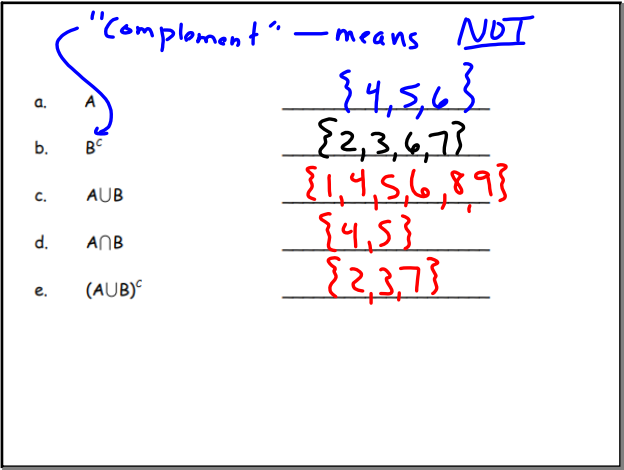 "Complement" — means NOT
a. A {4,5,6}
b. Bᶜ {2,3,6,7}
c. A∪B {1,4,5,6,8,9}
d. A∩B {4,5}
e. (A∪B)ᶜ {2,3,7}